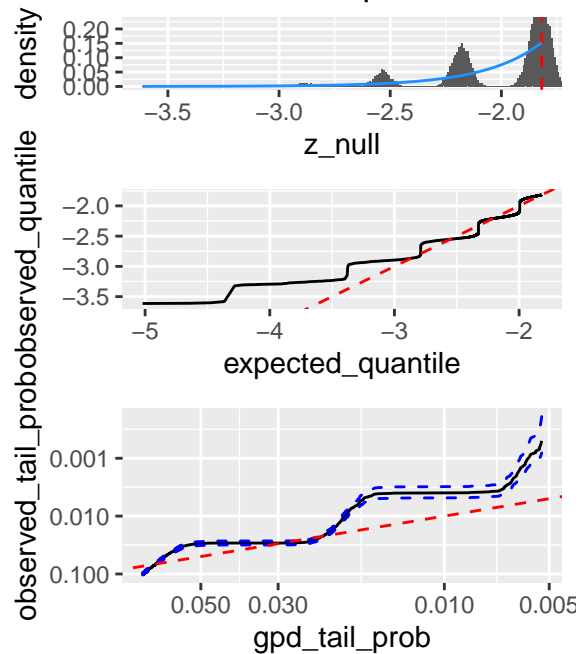 density
0.20
0.15
0.10
0.05
0.00
−3.5 −3.0 −2.5 −2.0
z_null
observed_quantile
−2.0
−2.5
−3.0
−3.5
−5 −4 −3 −2
expected_quantile
observed_tail_prob
0.001
0.010
0.100
0.050 0.030 0.010 0.005
gpd_tail_prob